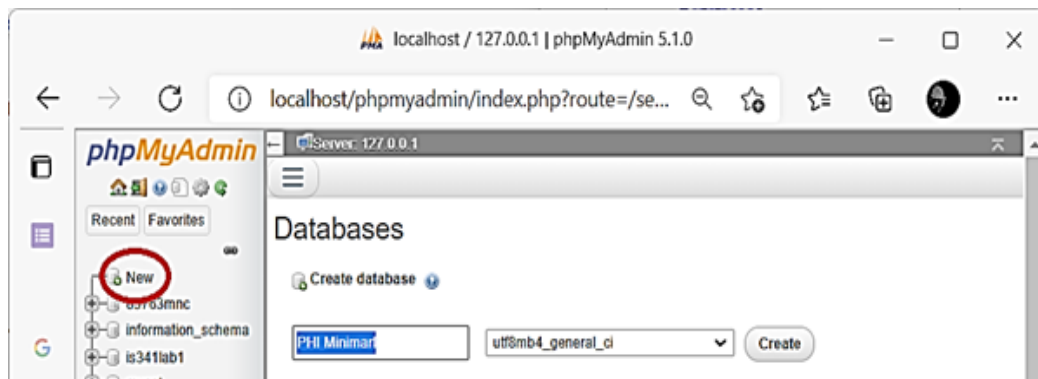 localhost / 127.0.0.1 | phpMyAdmin 5.1.0
localhost/phpmyadmin/index.php?route=/se...
phpMyAdmin
Server: 127.0.0.1
Recent Favorites
Databases
New
Create database
information_schema
PHI Minimart
utf8mb4_general_ci
Create
is341lab1